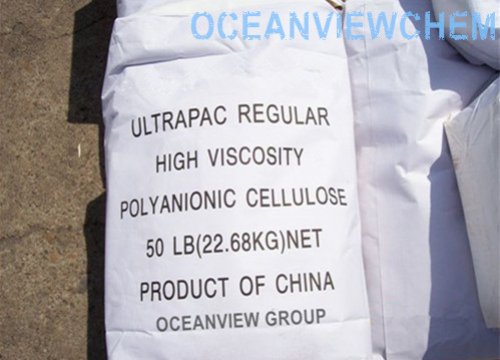 OCEANVIEWCHEM
ULTRAPAC REGULAR
HIGH VISCOSITY
POLYANIONIC CELLULOSE
50 LB(22.68KG)NET
PRODUCT OF CHINA
OCEANVIEW GROUP